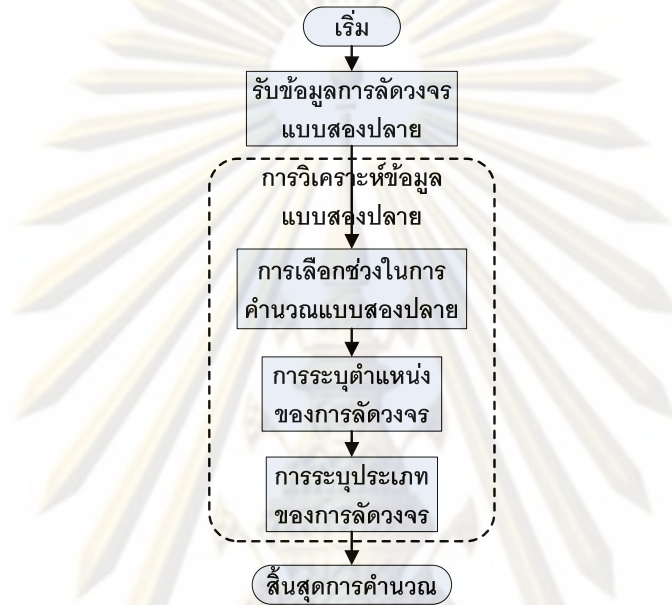 เริ่ม
รับข้อมูลการลัดวงจร
แบบสองปลาย
การวิเคราะห์ข้อมูล
แบบสองปลาย
การเลือกช่วงในการ
คำนวณแบบสองปลาย
การระบุตำแหน่ง
ของการลัดวงจร
การระบุประเภท
ของการลัดวงจร
สิ้นสุดการคำนวณ